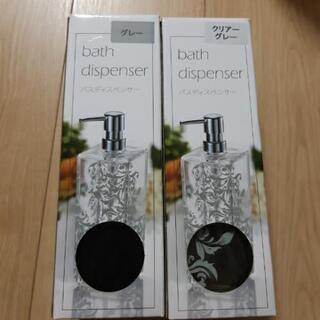 グレー
bath
dispenser
バスディスペンサー
クリアー
グレー
bath
dispenser
バスディスペンサー